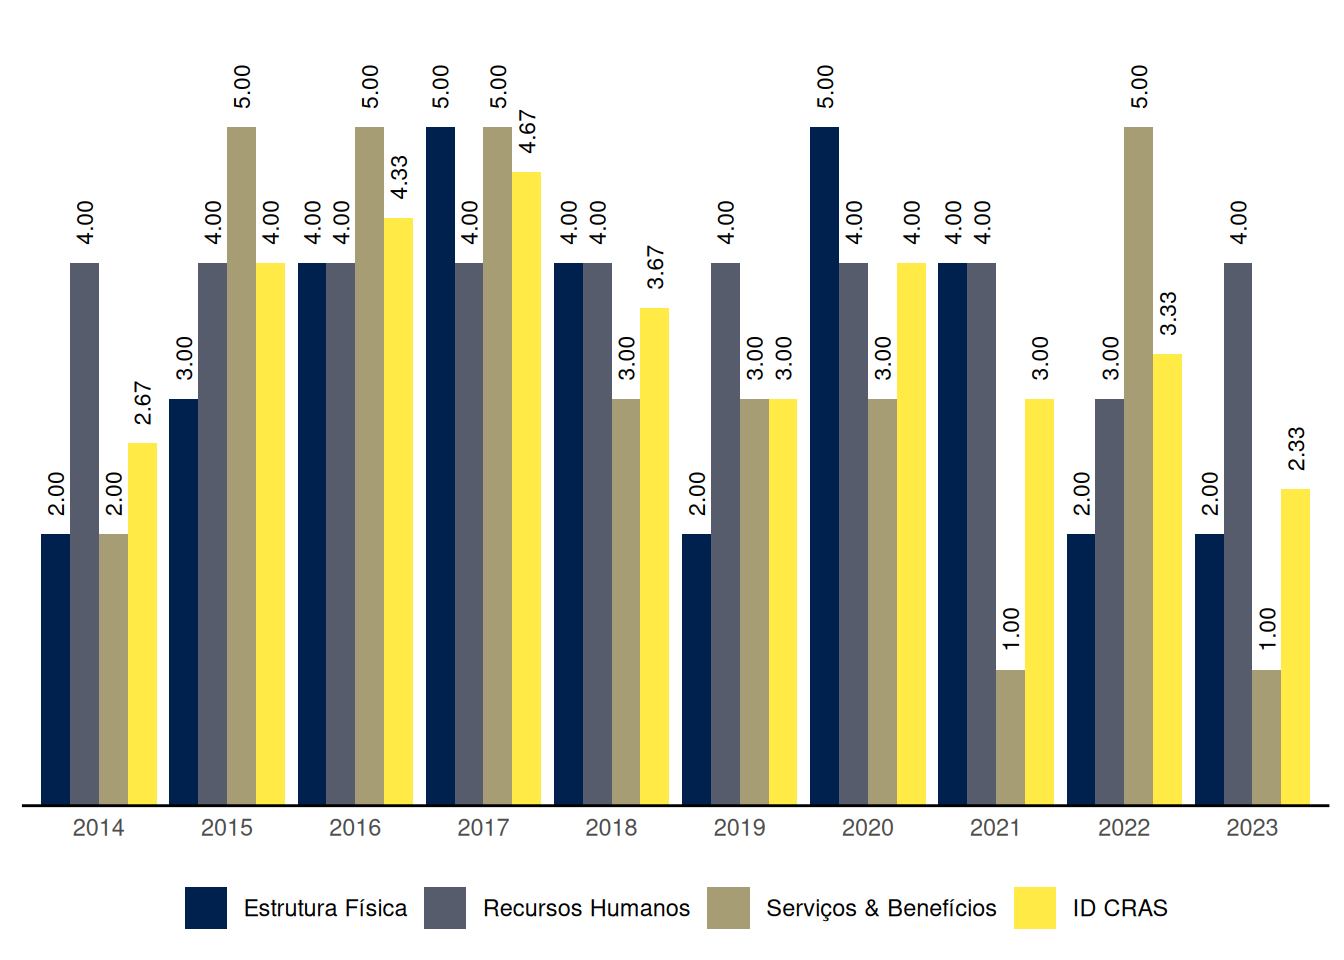 2.00 4.00 2.00 2.67 3.00 4.00 5.00 4.00 4.00 4.00 5.00 4.33 5.00 4.00 5.00 4.67 4.00 4.00 3.00 3.67 2.00 4.00 3.00 3.00 5.00 4.00 3.00 4.00 4.00 4.00 1.00 3.00 2.00 3.00 5.00 3.33 2.00 4.00 1.00 2.33
2014 2015 2016 2017 2018 2019 2020 2021 2022 2023
Estrutura Física Recursos Humanos Serviços & Benefícios ID CRAS